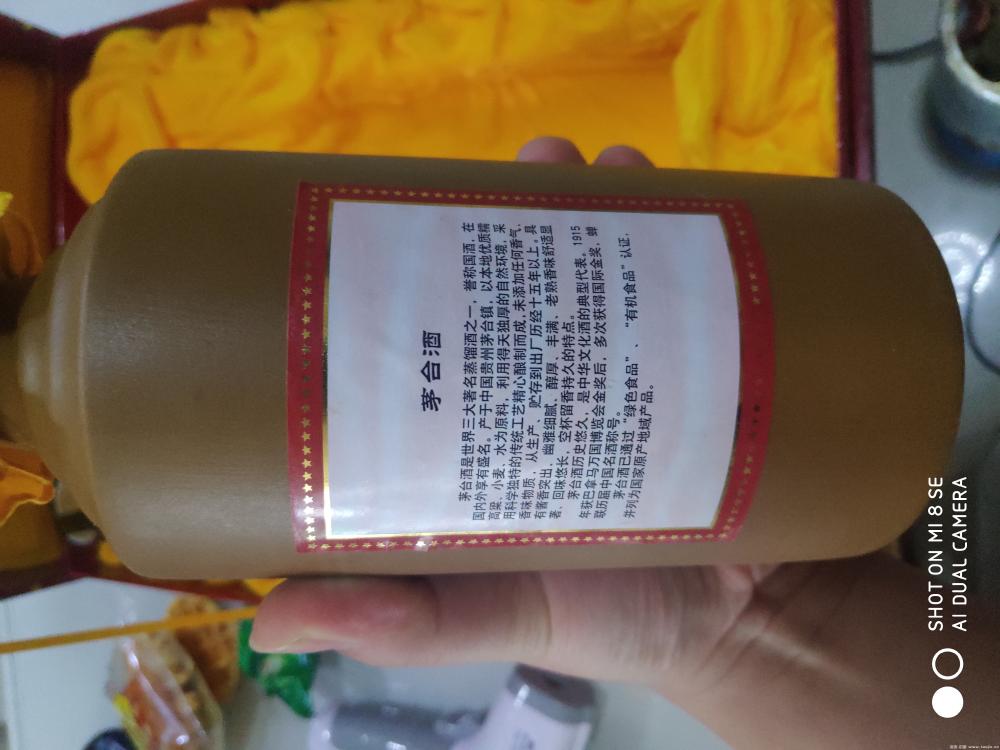 茅台酒
茅台酒是世界三大著名蒸馏酒之一，誉称国酒，在
国内外享有盛名。产于中国贵州茅台镇，以本地优质糯
高粱、小麦、水为原料，利用得天独厚的自然环境，采
用科学独特的传统工艺精心酿制而成，未添加任何香气、
香味物质，从生产、贮存到出厂历经十五年以上。具
有酱香突出、幽雅细腻、醇厚、丰满、老熟香味舒适显
著、回味悠长，空杯留香持久的特点。
茅台酒历史悠久，是中华文化酒的典型代表。1915
年获巴拿马万国博览会金奖后，多次获得国际金奖，蝉
联历届中国名酒称号。
茅台酒已通过“绿色食品”、“有机食品”认证，
并列为国家原产地域产品。
SHOT ON MI 8 SE
AI DUAL CAMERA